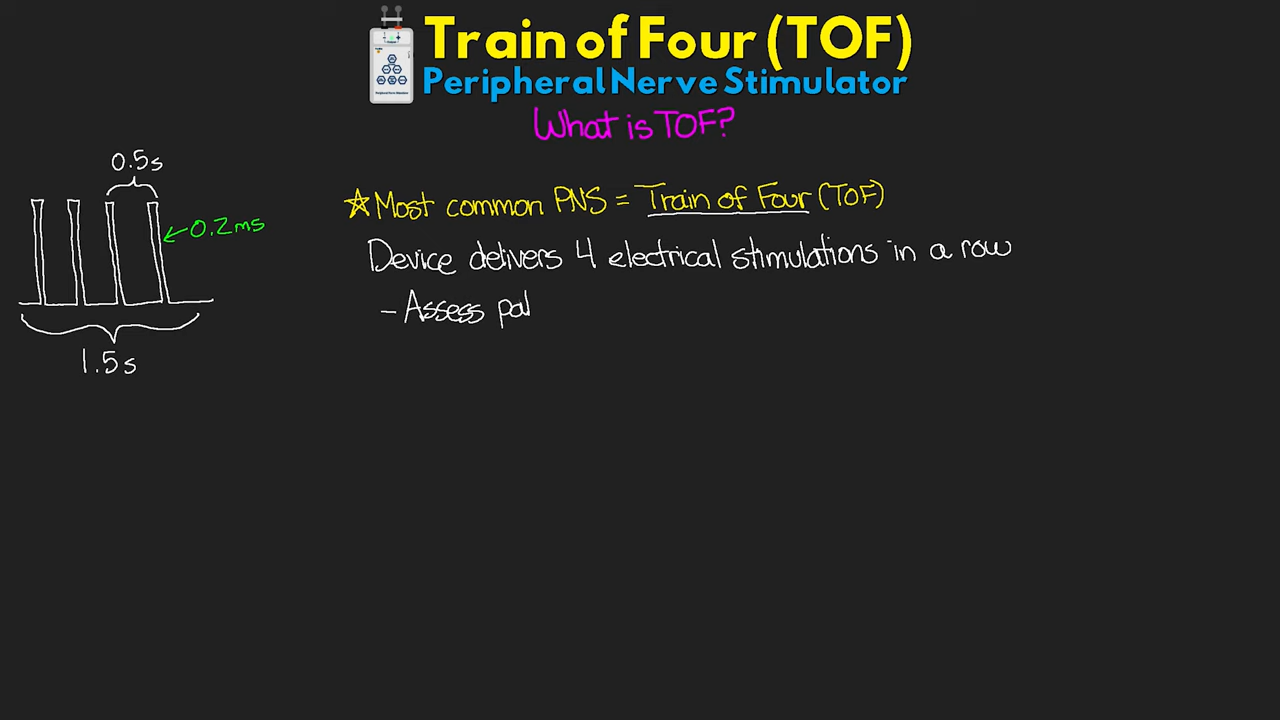 Train of Four (TOF)
Peripheral Nerve Stimulator
What is TOF?
0.5s
0.2ms
1.5s
☆Most common PNS = Train of Four (TOF)
Device delivers 4 electrical stimulations in a row
- Assess pal